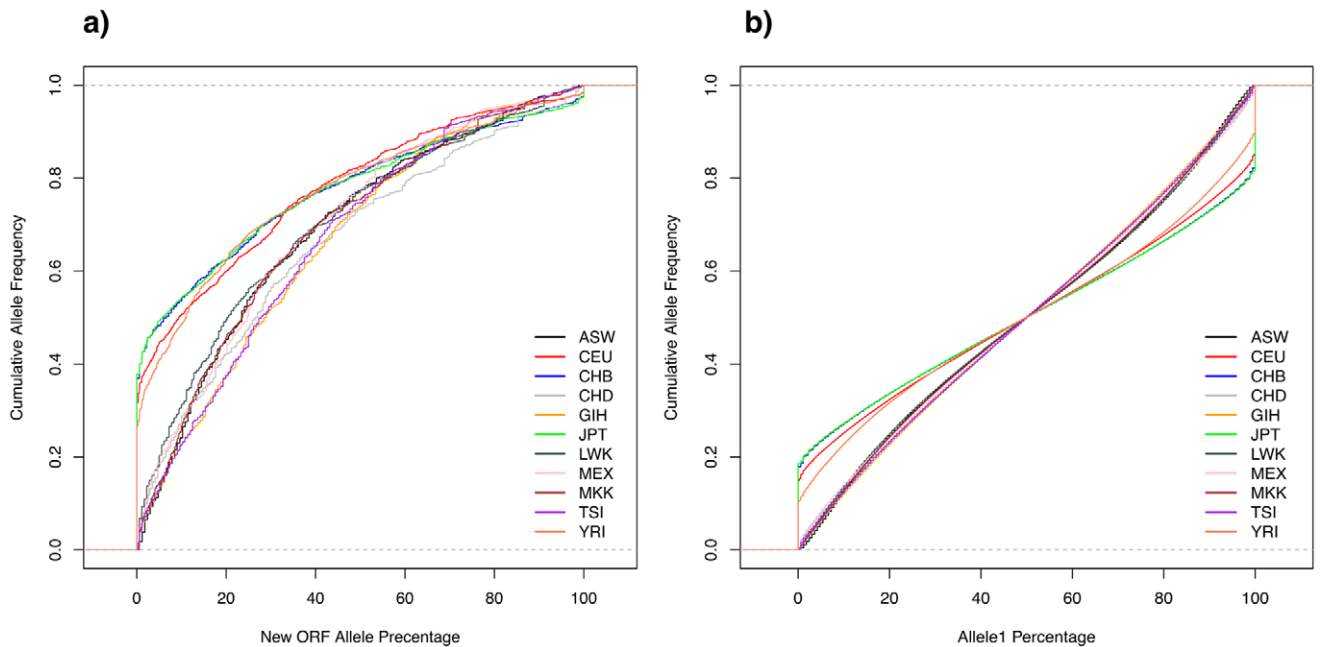 a)
Cumulative Allele Frequency
1.0
0.8
0.6
0.4
0.2
0.0
ASW
CEU
CHB
CHD
GIH
JPT
LWK
MEX
MKK
TSI
YRI
0 20 40 60 80 100
New ORF Allele Precentage
b)
Cumulative Allele Frequency
1.0
0.8
0.6
0.4
0.2
0.0
ASW
CEU
CHB
CHD
GIH
JPT
LWK
MEX
MKK
TSI
YRI
0 20 40 60 80 100
Allele1 Percentage